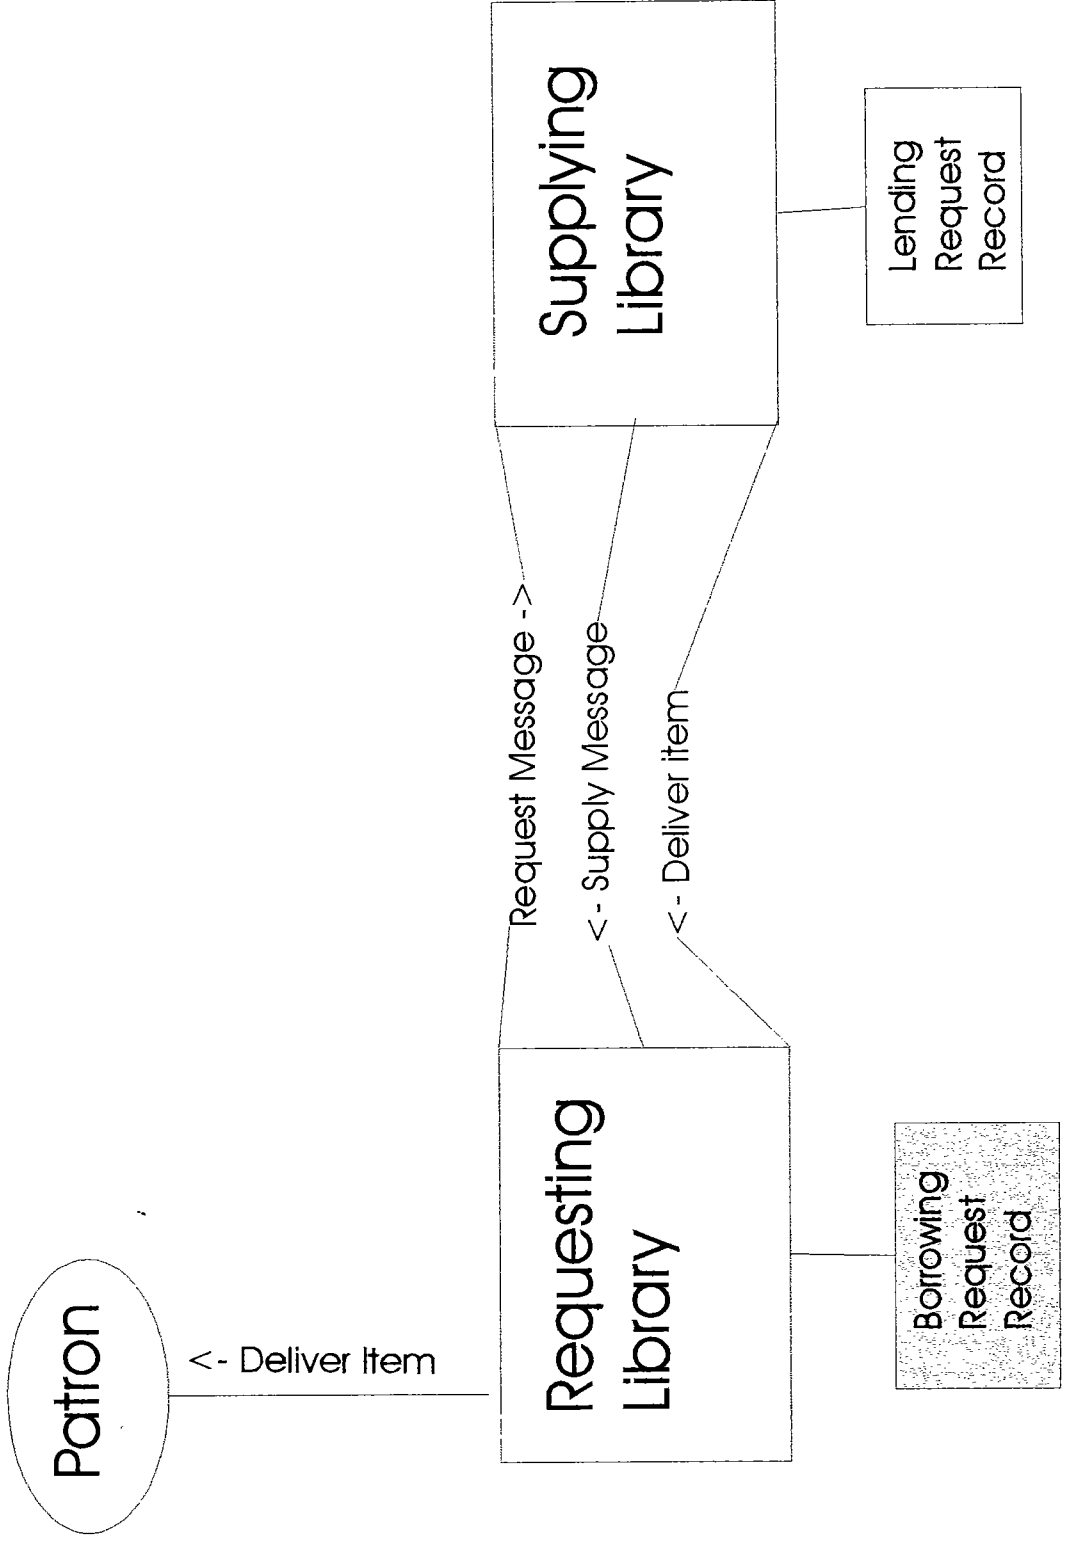 Patron
<- Deliver Item
Requesting
Library
Request Message ->
<- Supply Message
<- Deliver item
Supplying
Library
Borrowing
Request
Record
Lending
Request
Record